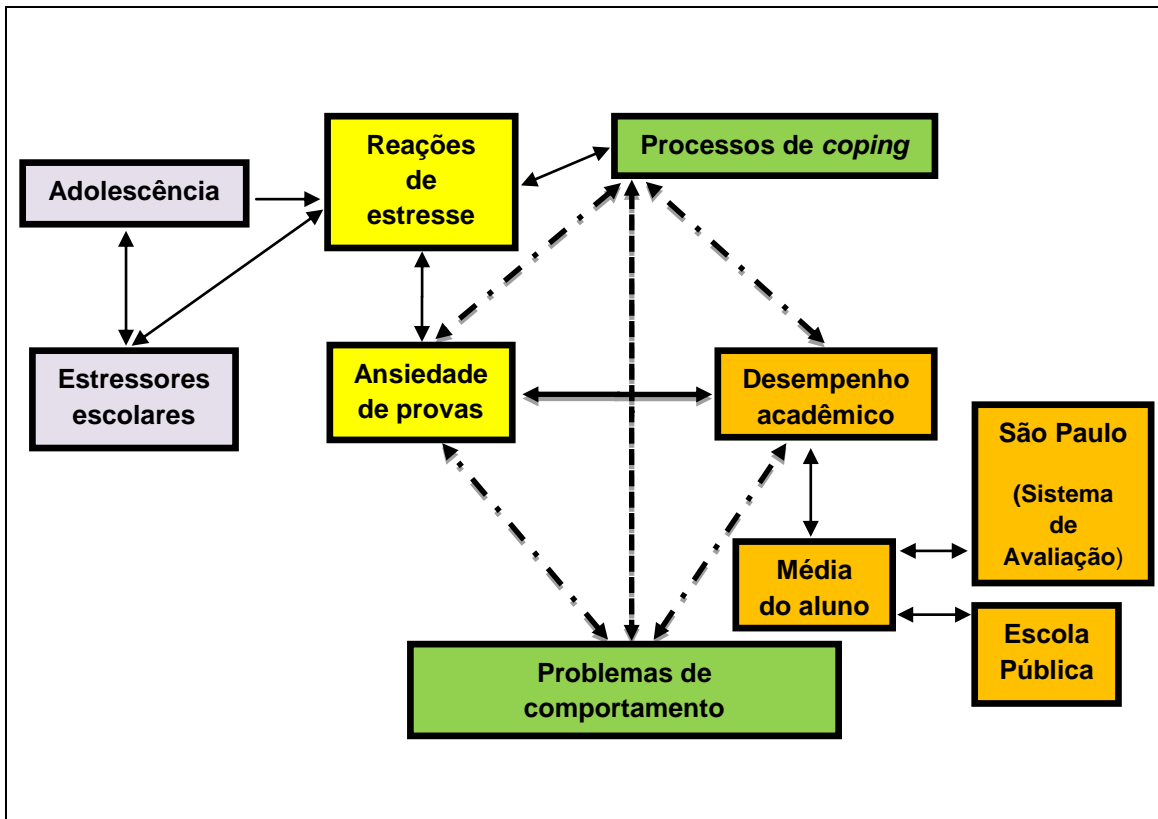 Adolescência
Reações
de
estresse
Processos de coping
Estressores
escolares
Ansiedade
de provas
Desempenho
acadêmico
São Paulo
(Sistema
de
Avaliação)
Média
do aluno
Escola
Pública
Problemas de
comportamento